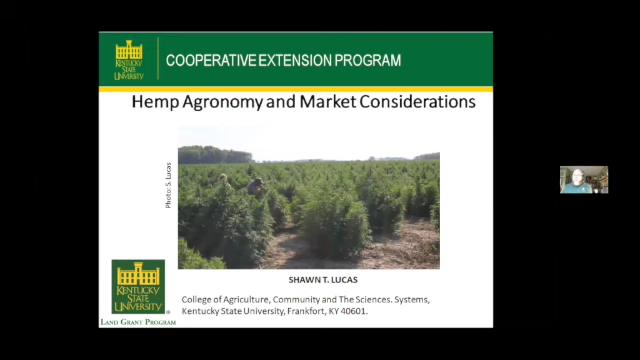 KENTUCKY
STATE
UNIVERSITY
COOPERATIVE EXTENSION PROGRAM
Hemp Agronomy and Market Considerations
Photo: S. Lucas
SHAWN T. LUCAS
College of Agriculture, Community and The Sciences. Systems,
Kentucky State University, Frankfort, KY 40601.
KENTUCKY
STATE
UNIVERSITY
LAND GRANT PROGRAM